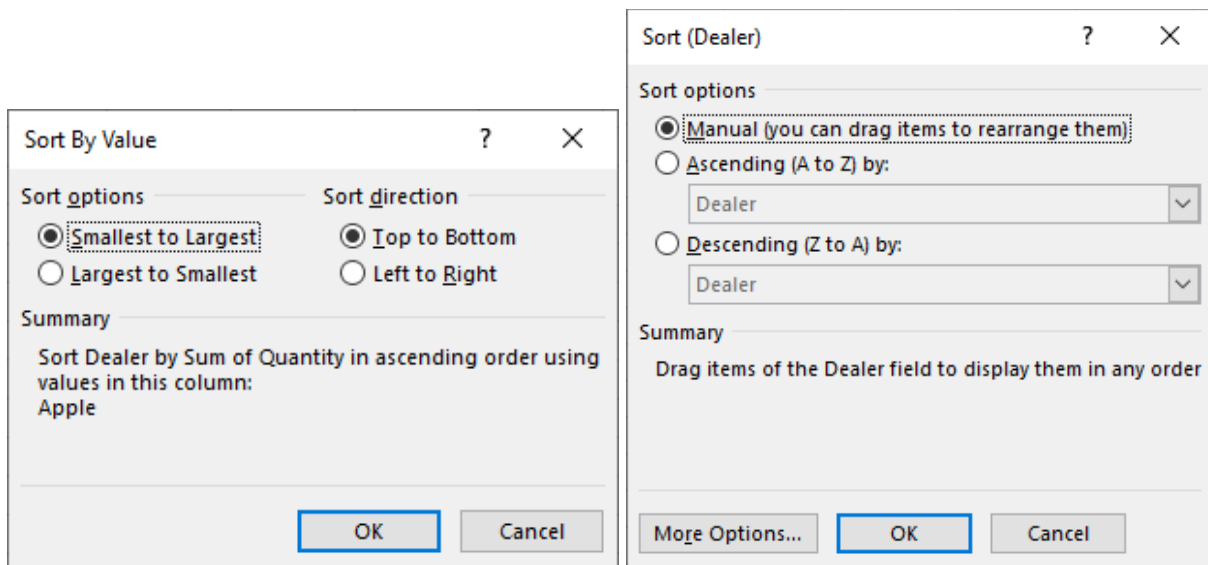 Sort By Value ?
Sort options Sort direction
Smallest to Largest Top to Bottom
Largest to Smallest Left to Right
Summary
Sort Dealer by Sum of Quantity in ascending order using
values in this column:
Apple
OK Cancel
Sort (Dealer) ?
Sort options
Manual (you can drag items to rearrange them)
Ascending (A to Z) by:
Dealer
Descending (Z to A) by:
Dealer
Summary
Drag items of the Dealer field to display them in any order
More Options... OK Cancel